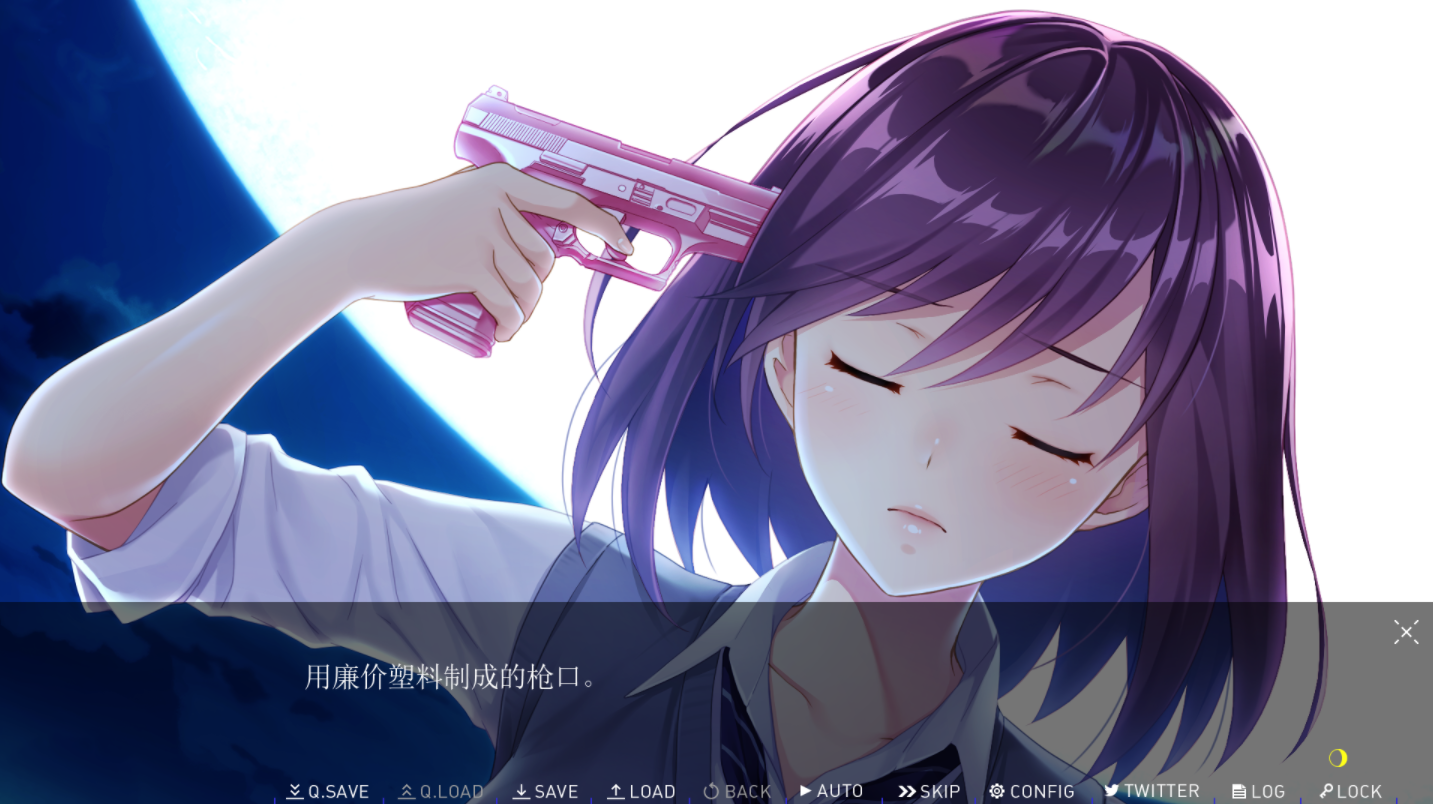 用廉价塑料制成的枪口。
Q.SAVE Q.LOAD SAVE LOAD BACK AUTO SKIP CONFIG TWITTER LOG LOCK